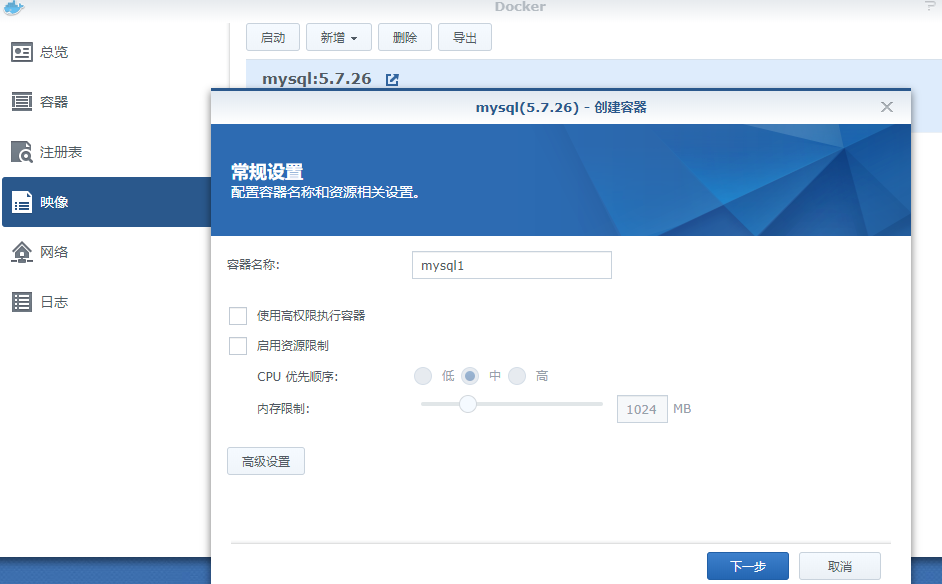 Docker
总览
容器
注册表
映像
网络
日志
启动 新增 删除 导出
mysql:5.7.26
mysql(5.7.26) - 创建容器
常规设置
配置容器名称和资源相关设置。
容器名称: mysql1
使用高权限执行容器
启用资源限制
CPU 优先顺序: 低 中 高
内存限制: 1024 MB
高级设置
下一步 取消